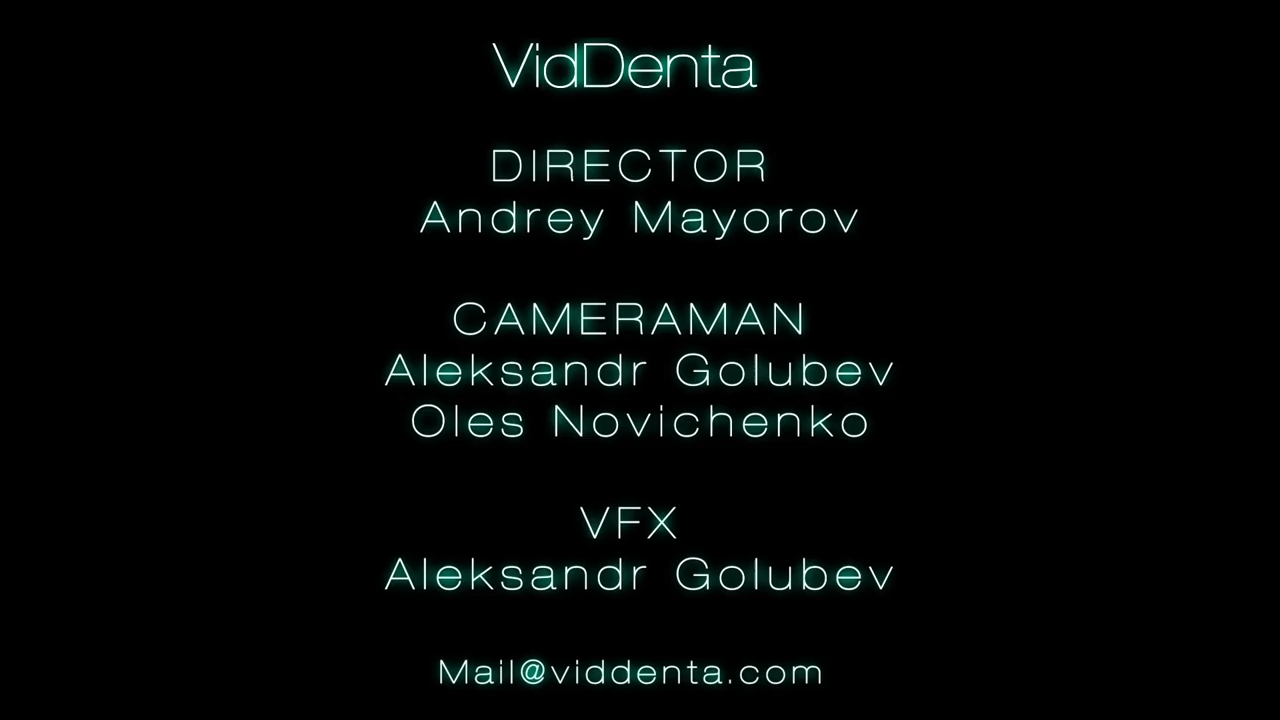 VidDenta
DIRECTOR
Andrey Mayorov
CAMERAMAN
Aleksandr Golubev
Oles Novichenko
VFX
Aleksandr Golubev
Mail@viddenta.com